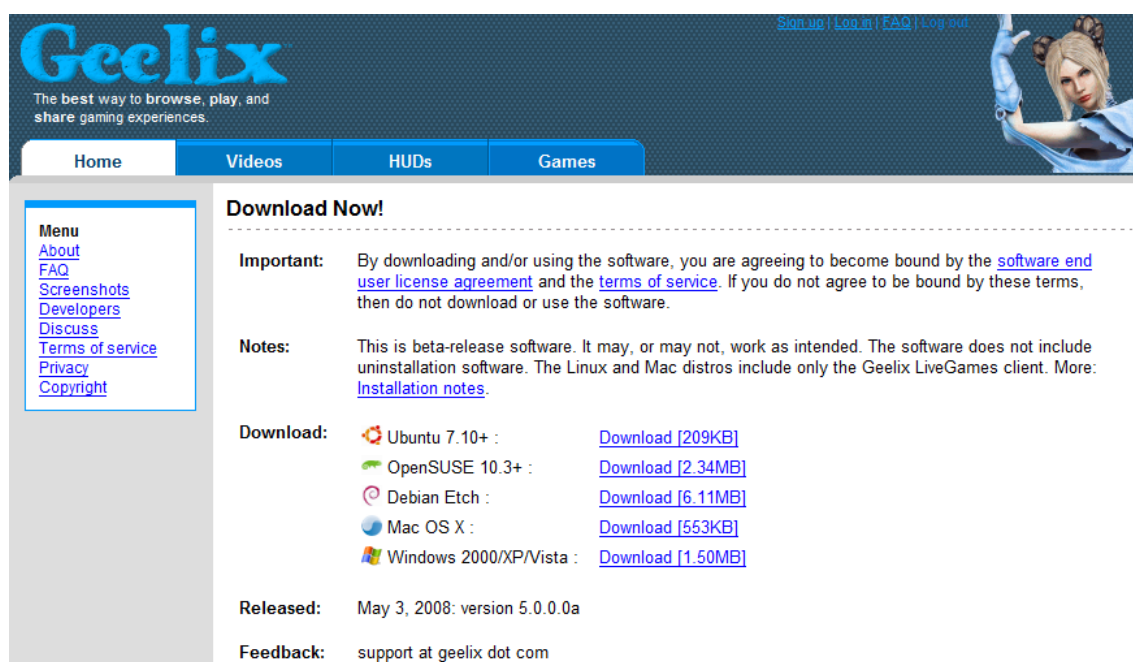 Sign up | Log in | FAQ | Log out
Geelix
The best way to browse, play, and
share gaming experiences.
Home Videos HUDs Games
Menu
About
FAQ
Screenshots
Developers
Discuss
Terms of service
Privacy
Copyright
Download Now!
Important: By downloading and/or using the software, you are agreeing to become bound by the software end
user license agreement and the terms of service. If you do not agree to be bound by these terms,
then do not download or use the software.
Notes: This is beta-release software. It may, or may not, work as intended. The software does not include
uninstallation software. The Linux and Mac distros include only the Geelix LiveGames client. More:
Installation notes.
Download: Ubuntu 7.10+ : Download [209KB]
OpenSUSE 10.3+ : Download [2.34MB]
Debian Etch : Download [6.11MB]
Mac OS X : Download [553KB]
Windows 2000/XP/Vista : Download [1.50MB]
Released: May 3, 2008: version 5.0.0.0a
Feedback: support at geelix dot com